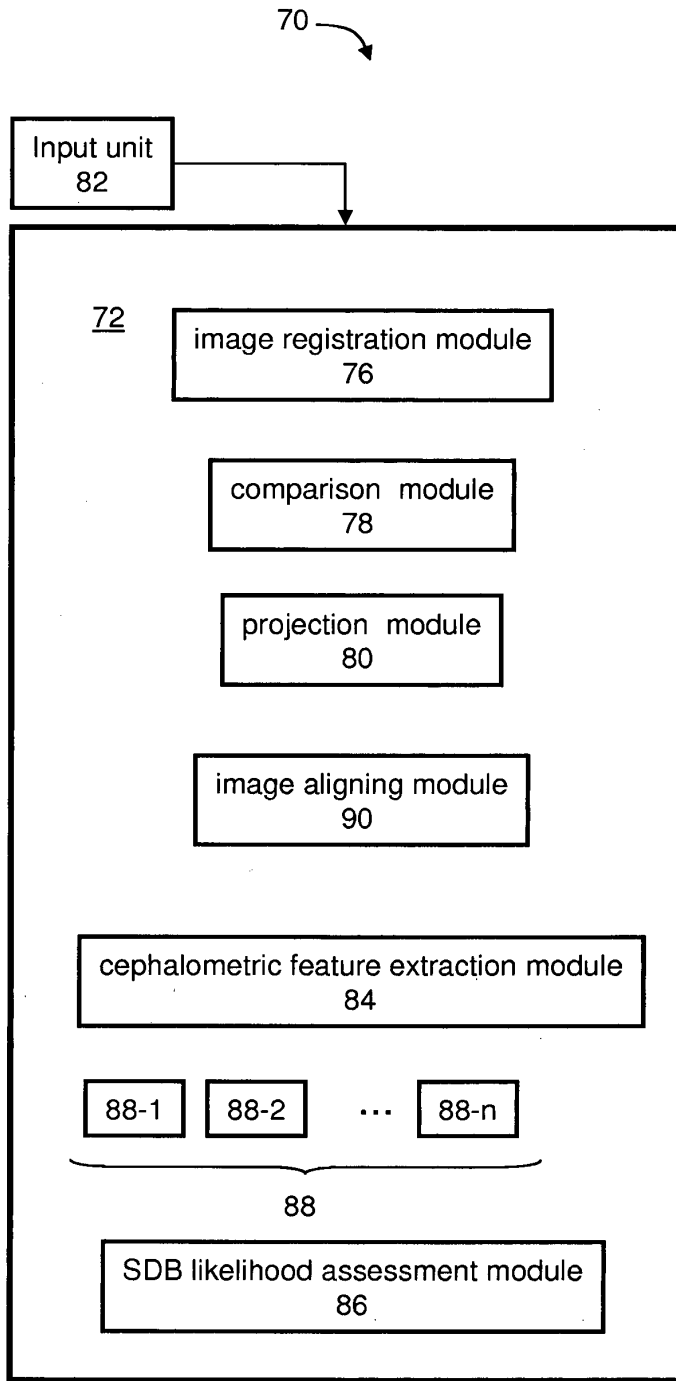 70
Input unit
82
72
image registration module
76
comparison module
78
projection module
80
image aligning module
90
cephalometric feature extraction module
84
88-1 88-2 ... 88-n
88
SDB likelihood assessment module
86